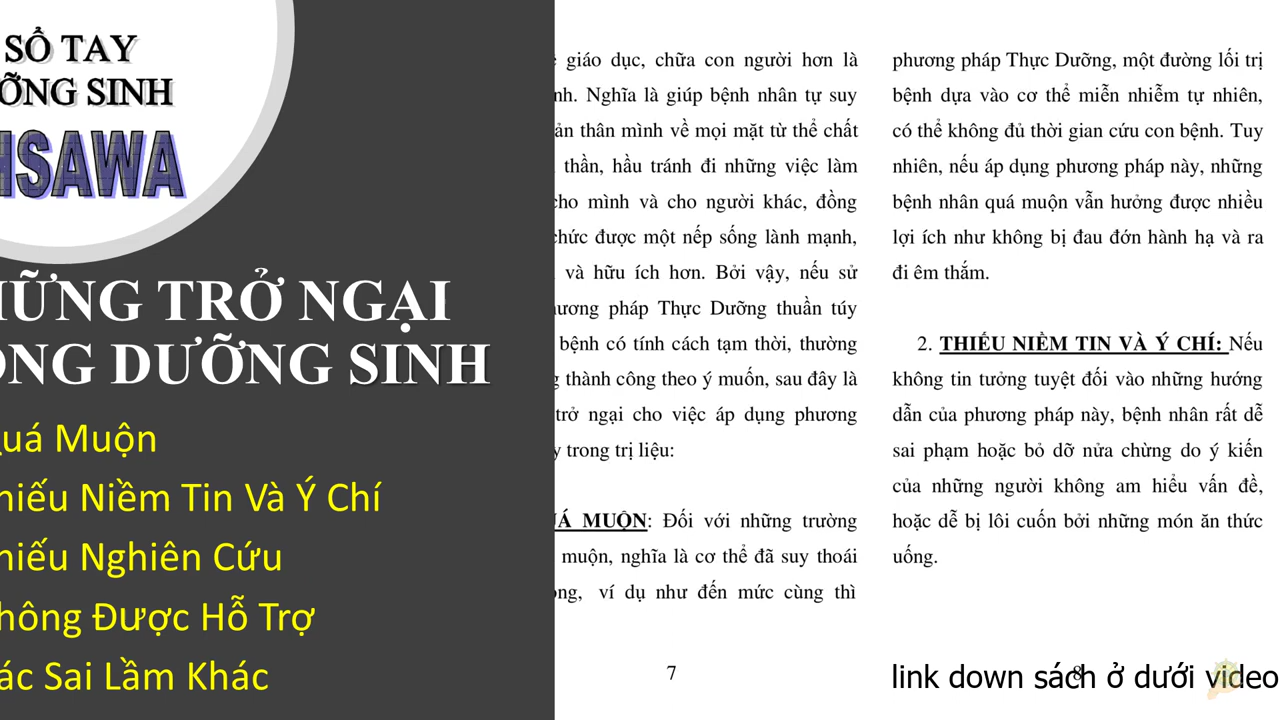 SỔ TAY
ƯỠNG SINH
HSAWA
HỮNG TRỞ NGẠI
ONG DƯỠNG SINH
Quá Muộn
hiếu Niềm Tin Và Ý Chí
hiếu Nghiên Cứu
hông Được Hỗ Trợ
ác Sai Lầm Khác
giáo dục, chữa con người hơn là
nh. Nghĩa là giúp bệnh nhân tự suy
ản thân mình về mọi mặt từ thể chất
thần, hầu tránh đi những việc làm
cho mình và cho người khác, đồng
chức được một nếp sống lành mạnh,
và hữu ích hơn. Bởi vậy, nếu sử
hương pháp Thực Dưỡng thuần túy
bệnh có tính cách tạm thời, thường
g thành công theo ý muốn, sau đây là
trở ngại cho việc áp dụng phương
y trong trị liệu:
UÁ MUỘN: Đối với những trường
muộn, nghĩa là cơ thể đã suy thoái
ọng, ví dụ như đến mức cùng thì
7
phương pháp Thực Dưỡng, một đường lối trị
bệnh dựa vào cơ thể miễn nhiễm tự nhiên,
có thể không đủ thời gian cứu con bệnh. Tuy
nhiên, nếu áp dụng phương pháp này, những
bệnh nhân quá muộn vẫn hưởng được nhiều
lợi ích như không bị đau đớn hành hạ và ra
đi êm thắm.
2. THIẾU NIỀM TIN VÀ Ý CHÍ: Nếu
không tin tưởng tuyệt đối vào những hướng
dẫn của phương pháp này, bệnh nhân rất dễ
sai phạm hoặc bỏ dỡ nửa chừng do ý kiến
của những người không am hiểu vấn đề,
hoặc dễ bị lôi cuốn bởi những món ăn thức
uống.
8
link down sách ở dưới video